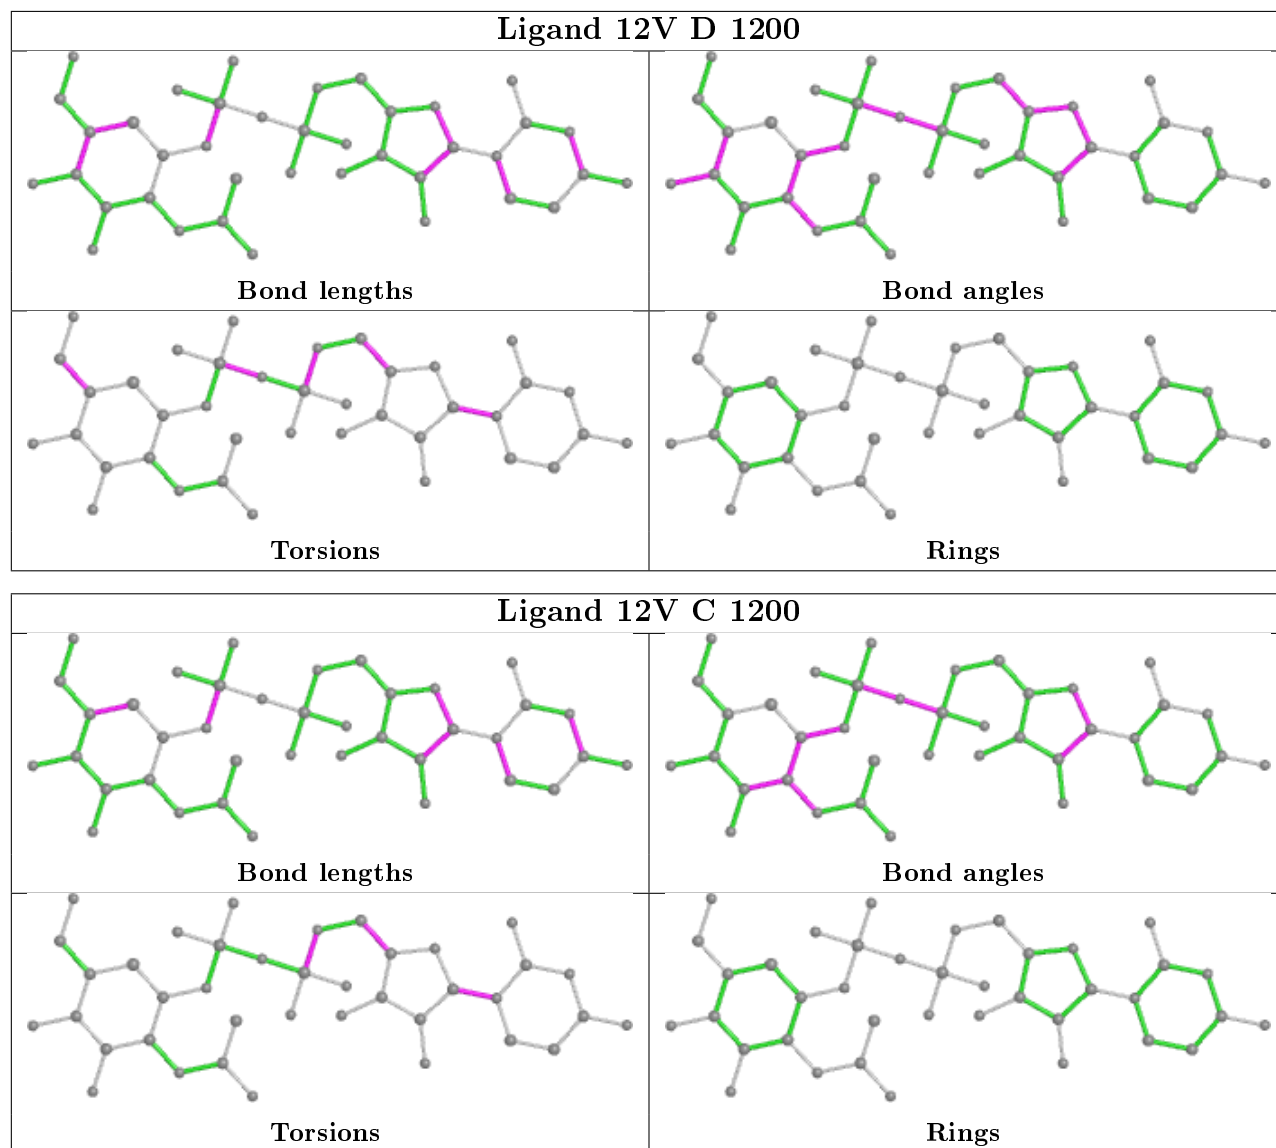 Ligand 12V D 1200
Bond lengths
Bond angles
Torsions
Rings
Ligand 12V C 1200
Bond lengths
Bond angles
Torsions
Rings